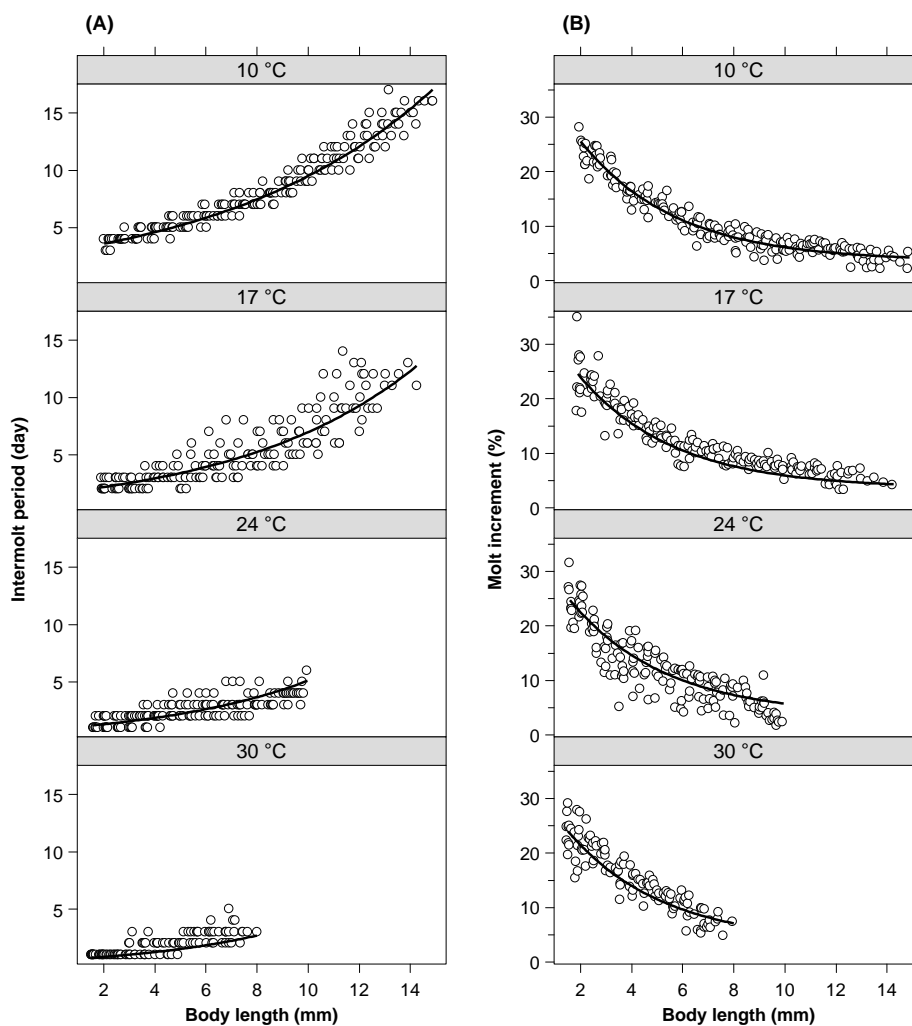 (A) (B)
10 °C 10 °C
15 30
10 20
5 10
0
17 °C 17 °C
15 30
10 20
5 10
0
24 °C 24 °C
15 30
10 20
5 10
0
30 °C 30 °C
15 30
10 20
5 10
0
Intermolt period (day)
Molt increment (%)
2 4 6 8 10 12 14 2 4 6 8 10 12 14
Body length (mm) Body length (mm)